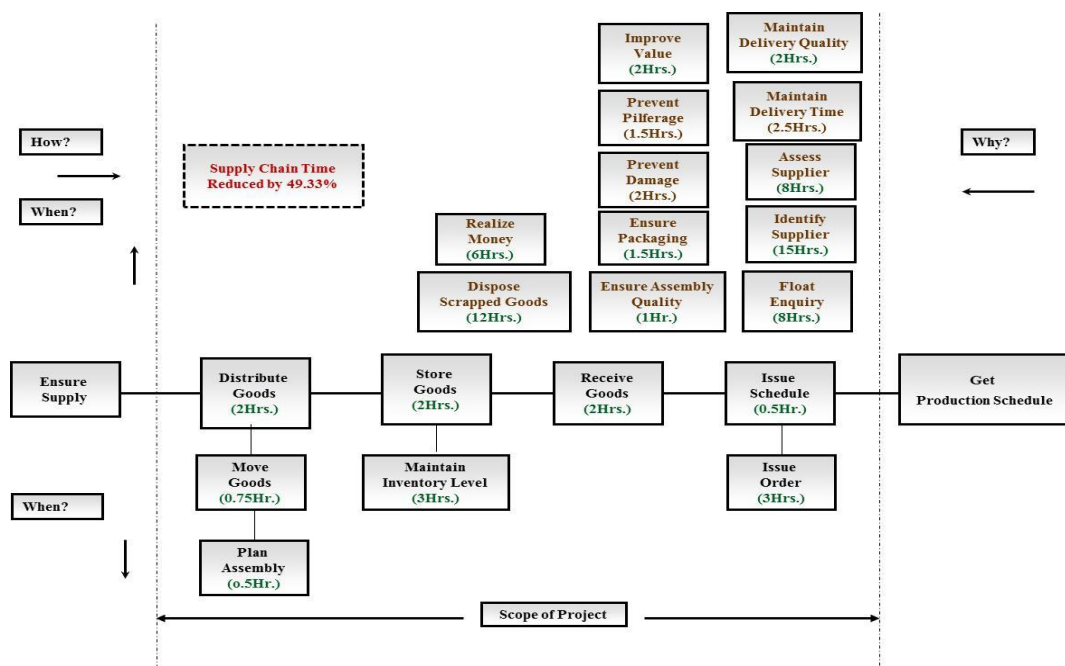 Improve
Value
(2Hrs.)
Maintain
Delivery Quality
(2Hrs.)
Prevent
Pilferage
(1.5Hrs.)
Maintain
Delivery Time
(2.5Hrs.)
How?
Why?
Supply Chain Time
Reduced by 49.33%
Prevent
Damage
(2Hrs.)
Assess
Supplier
(8Hrs.)
When?
Realize
Money
(6Hrs.)
Ensure
Packaging
(1.5Hrs.)
Identify
Supplier
(15Hrs.)
Dispose
Scrapped Goods
(12Hrs.)
Ensure Assembly
Quality
(1Hr.)
Float
Enquiry
(8Hrs.)
Ensure
Supply
Distribute
Goods
(2Hrs.)
Store
Goods
(2Hrs.)
Receive
Goods
(2Hrs.)
Issue
Schedule
(0.5Hr.)
Get
Production Schedule
Move
Goods
(0.75Hr.)
Maintain
Inventory Level
(3Hrs.)
Issue
Order
(3Hrs.)
When?
Plan
Assembly
(o.5Hr.)
Scope of Project